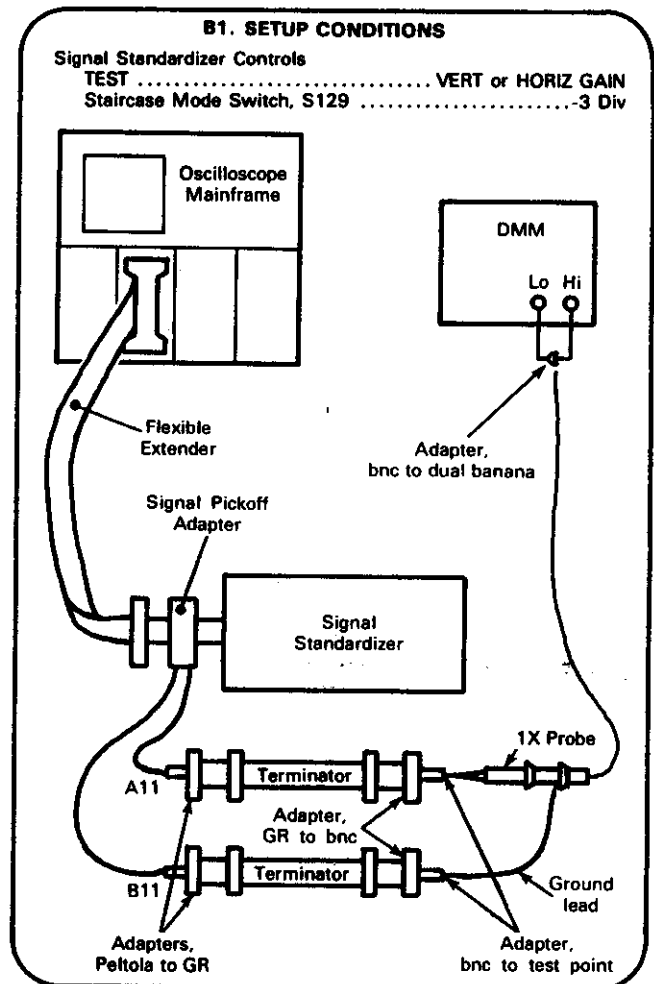 B1. SETUP CONDITIONS
Signal Standardizer Controls
TEST .................................. VERT or HORIZ GAIN
Staircase Mode Switch, S129 ........................-3 Div
Oscilloscope
Mainframe
DMM
Lo Hi
Flexible
Extender
Adapter,
bnc to dual banana
Signal Pickoff
Adapter
Signal
Standardizer
1X Probe
A11
Terminator
Adapter,
GR to bnc
B11
Terminator
Ground
lead
Adapters,
Peltola to GR
Adapter,
bnc to test point